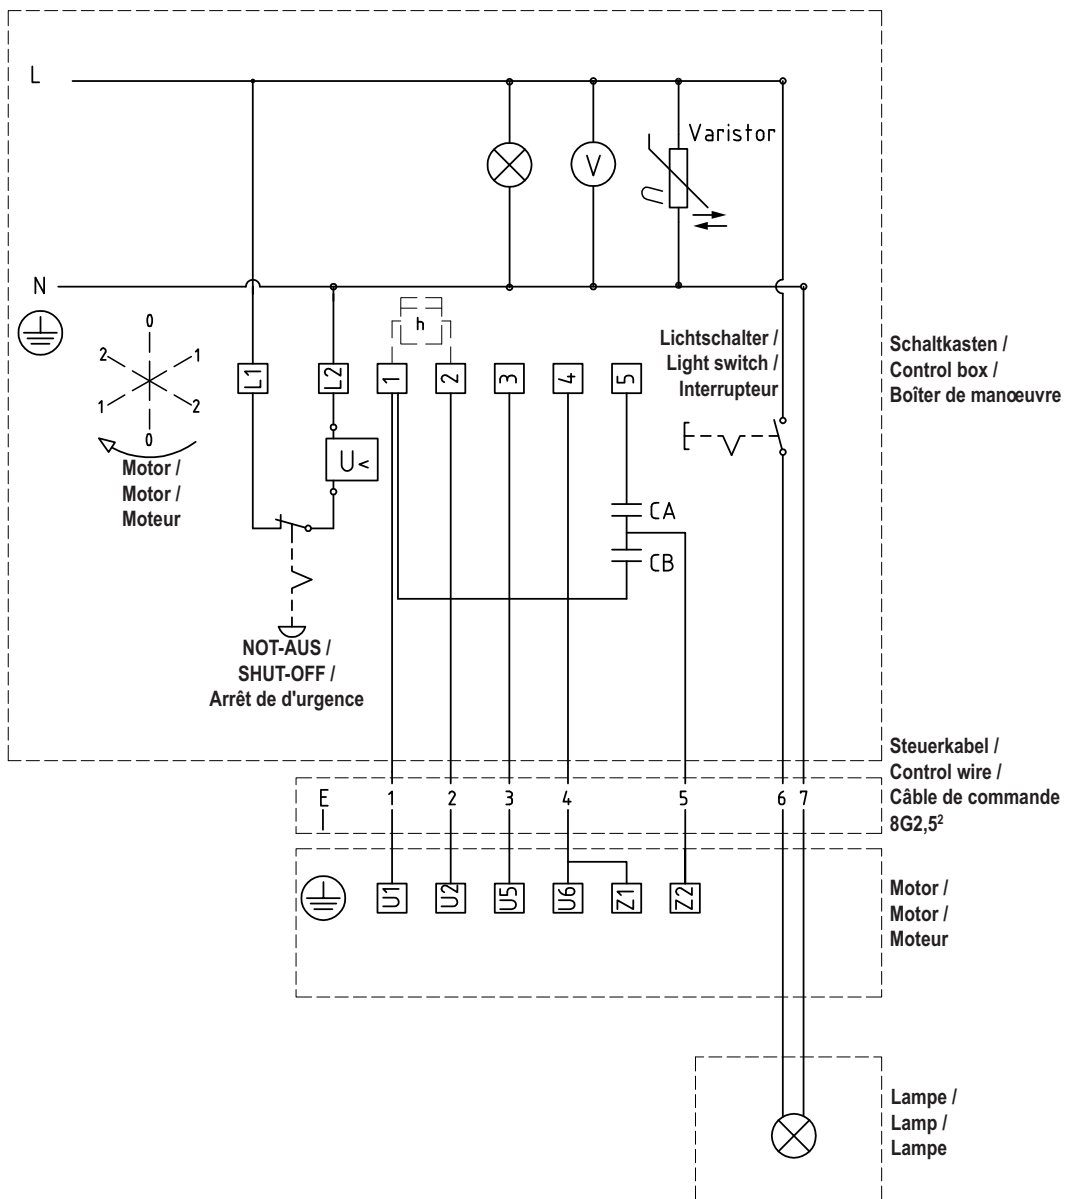 L
Varistor
V
N
h
0
2
1
1
2
0
Motor /
Motor /
Moteur
L1
L2
1
2
3
4
5
U<
Lichtschalter /
Light switch /
Interrupteur
Schaltkasten /
Control box /
Boîter de manœuvre
CA
CB
NOT-AUS /
SHUT-OFF /
Arrêt de d'urgence
Steuerkabel /
Control wire /
Câble de commande
8G2,5²
E 1 2 3 4 5 6 7
U1 U2 U5 U6 Z1 Z2
Motor /
Motor /
Moteur
Lampe /
Lamp /
Lampe